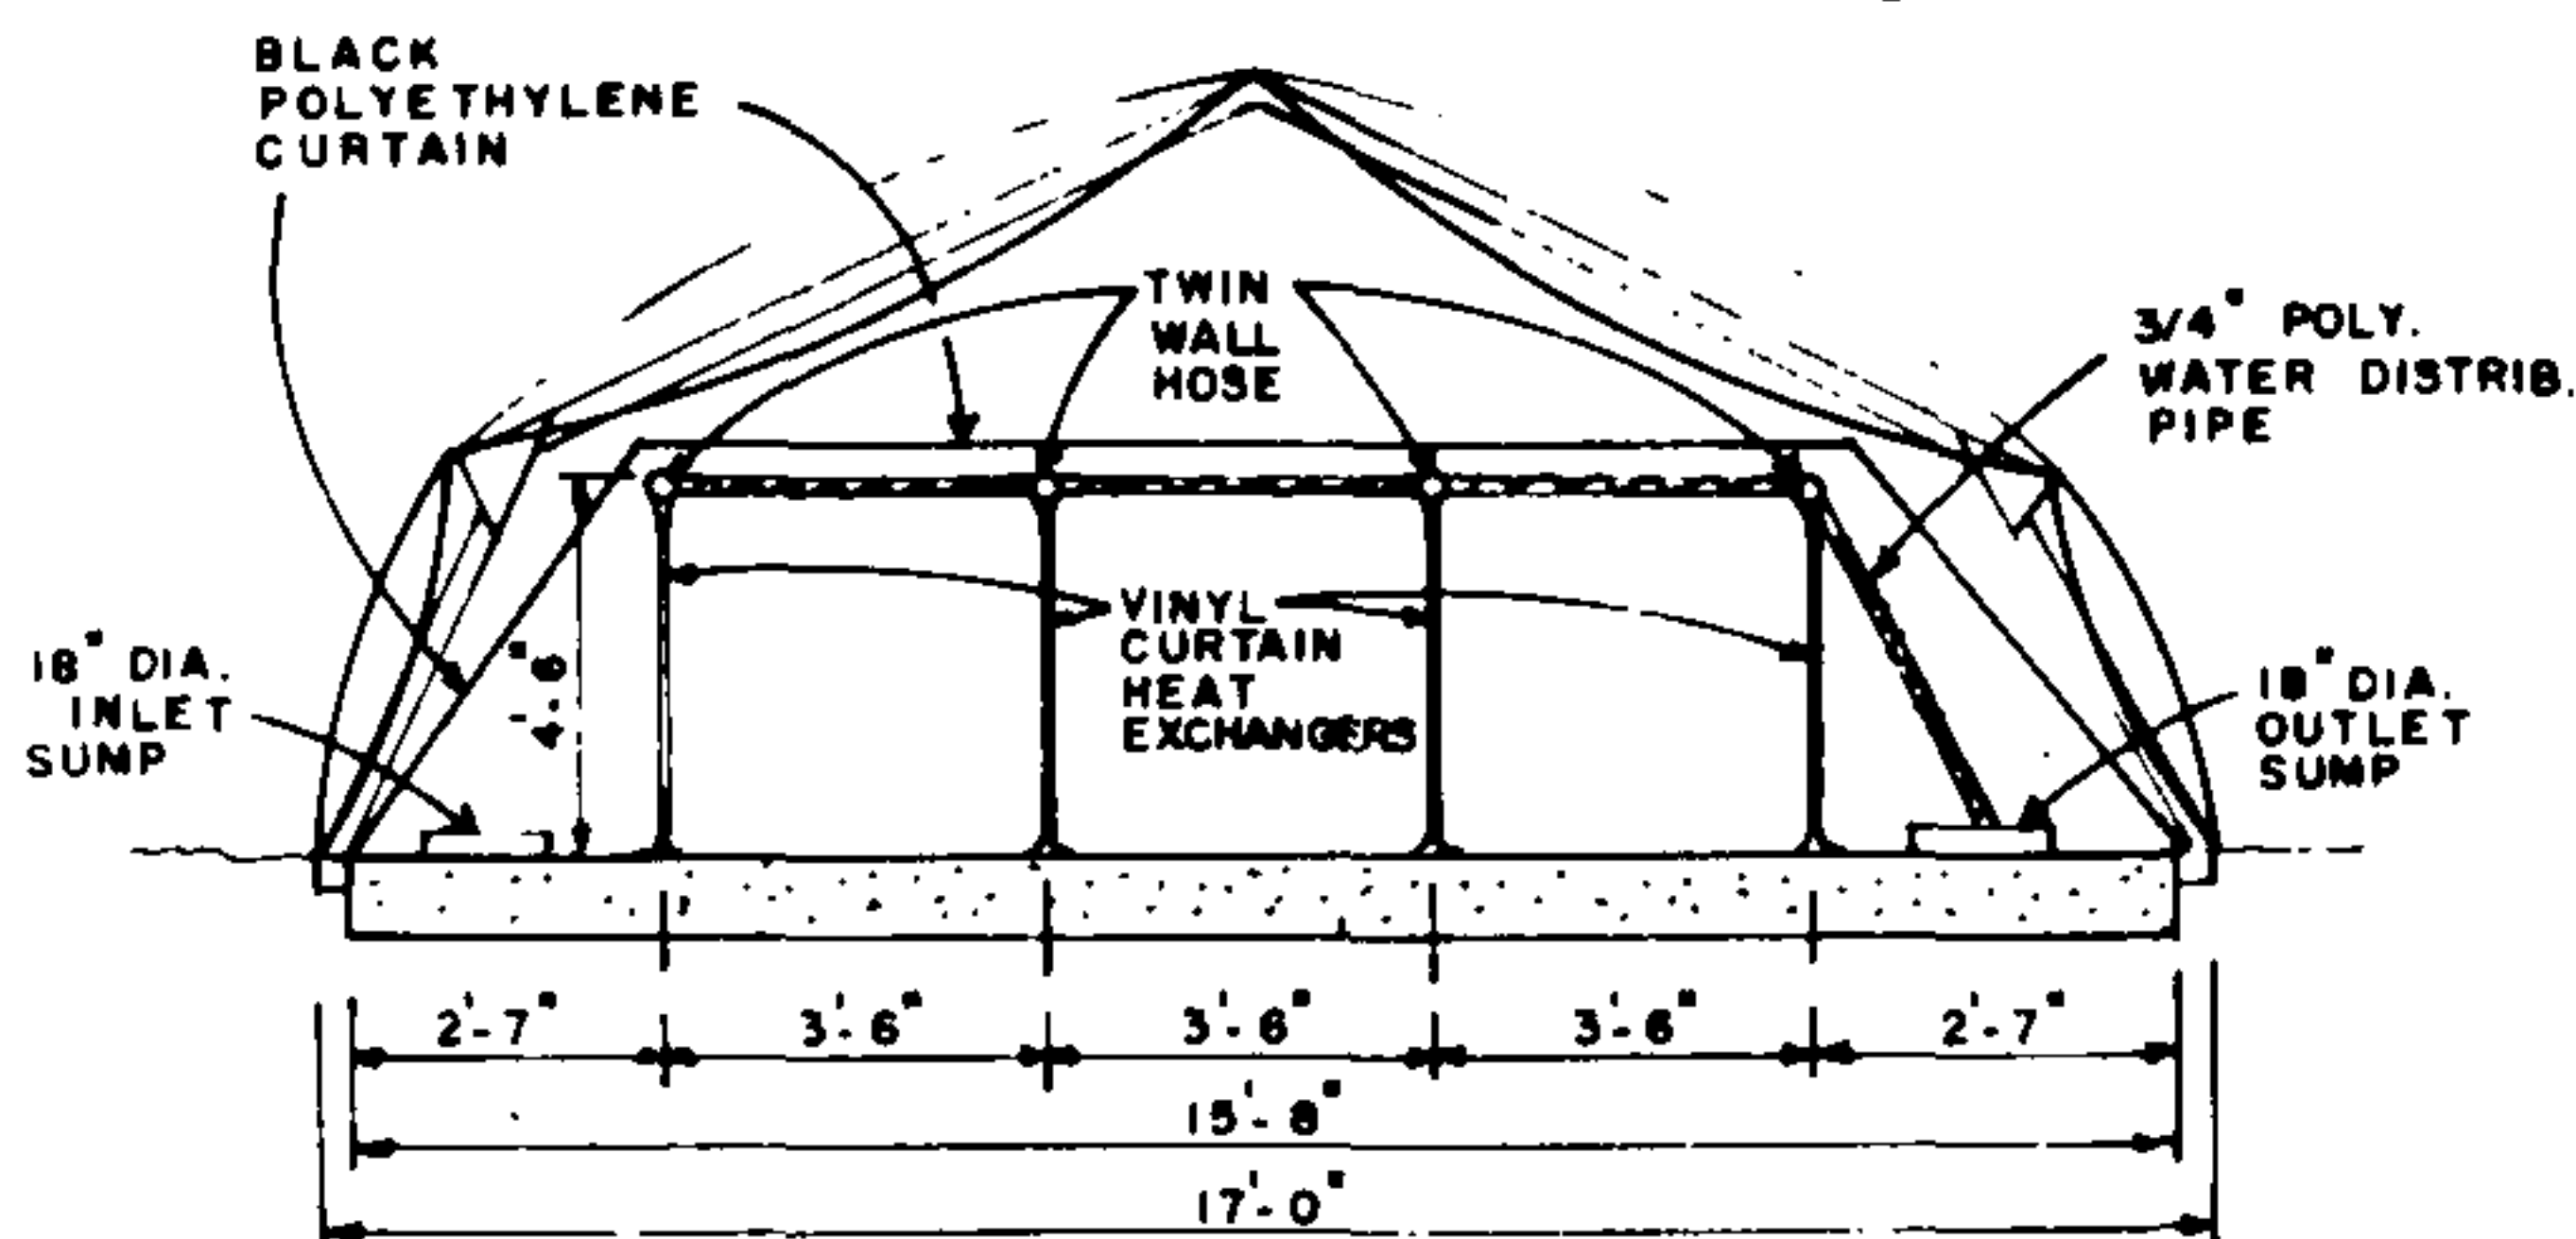 BLACK
POLYETHYLENE
CURTAIN
TWIN
WALL
HOSE
3/4" POLY.
WATER DISTRIB.
PIPE
18" DIA.
INLET
SUMP
4'-6"
VINYL
CURTAIN
HEAT
EXCHANGERS
18" DIA.
OUTLET
SUMP
2'-7" 3'-6" 3'-6" 3'-6" 2'-7"
15'-8"
17'-0"